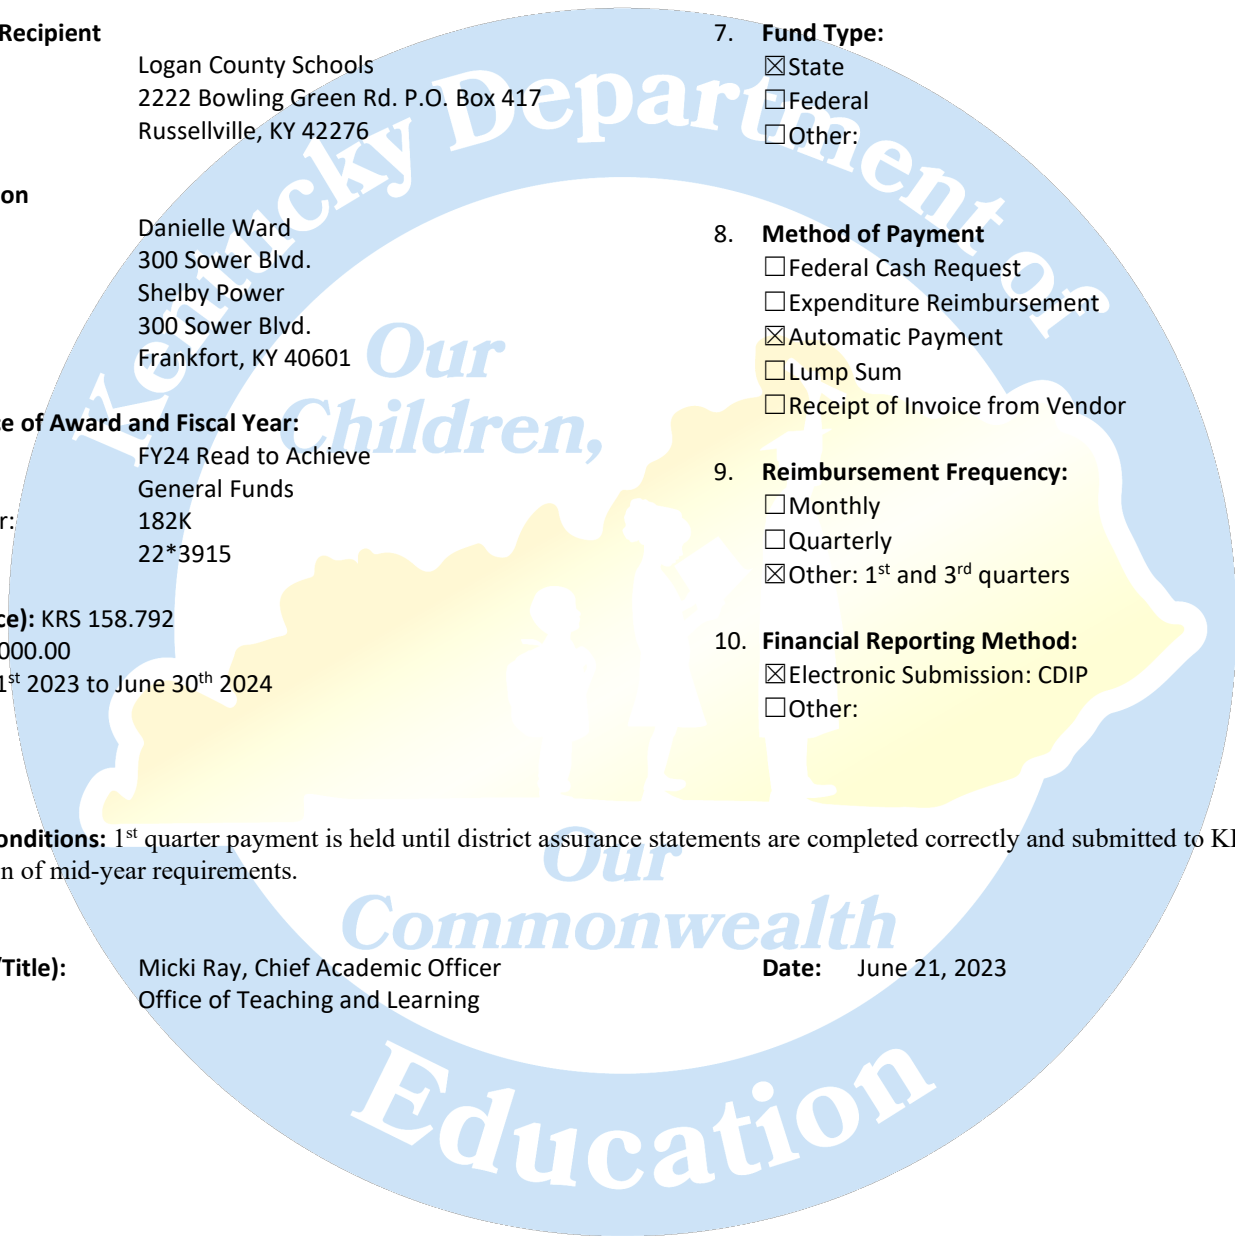 Recipient
Logan County Schools
2222 Bowling Green Rd. P.O. Box 417
Russellville, KY 42276
on
Danielle Ward
300 Sower Blvd.
Shelby Power
300 Sower Blvd.
Frankfort, KY 40601
e of Award and Fiscal Year:
FY24 Read to Achieve
General Funds
r: 182K
22*3915
ce): KRS 158.792
000.00
1st 2023 to June 30th 2024
7. Fund Type:
☒State
☐Federal
☐Other:
8. Method of Payment
☐Federal Cash Request
☐Expenditure Reimbursement
☒Automatic Payment
☐Lump Sum
☐Receipt of Invoice from Vendor
9. Reimbursement Frequency:
☐Monthly
☐Quarterly
☒Other: 1st and 3rd quarters
10. Financial Reporting Method:
☒Electronic Submission: CDIP
☐Other:
onditions: 1st quarter payment is held until district assurance statements are completed correctly and submitted to K
n of mid-year requirements.
Title): Micki Ray, Chief Academic Officer Date: June 21, 2023
Office of Teaching and Learning
Kentucky Department of
Education
Our
Children,
Our
Commonwealth